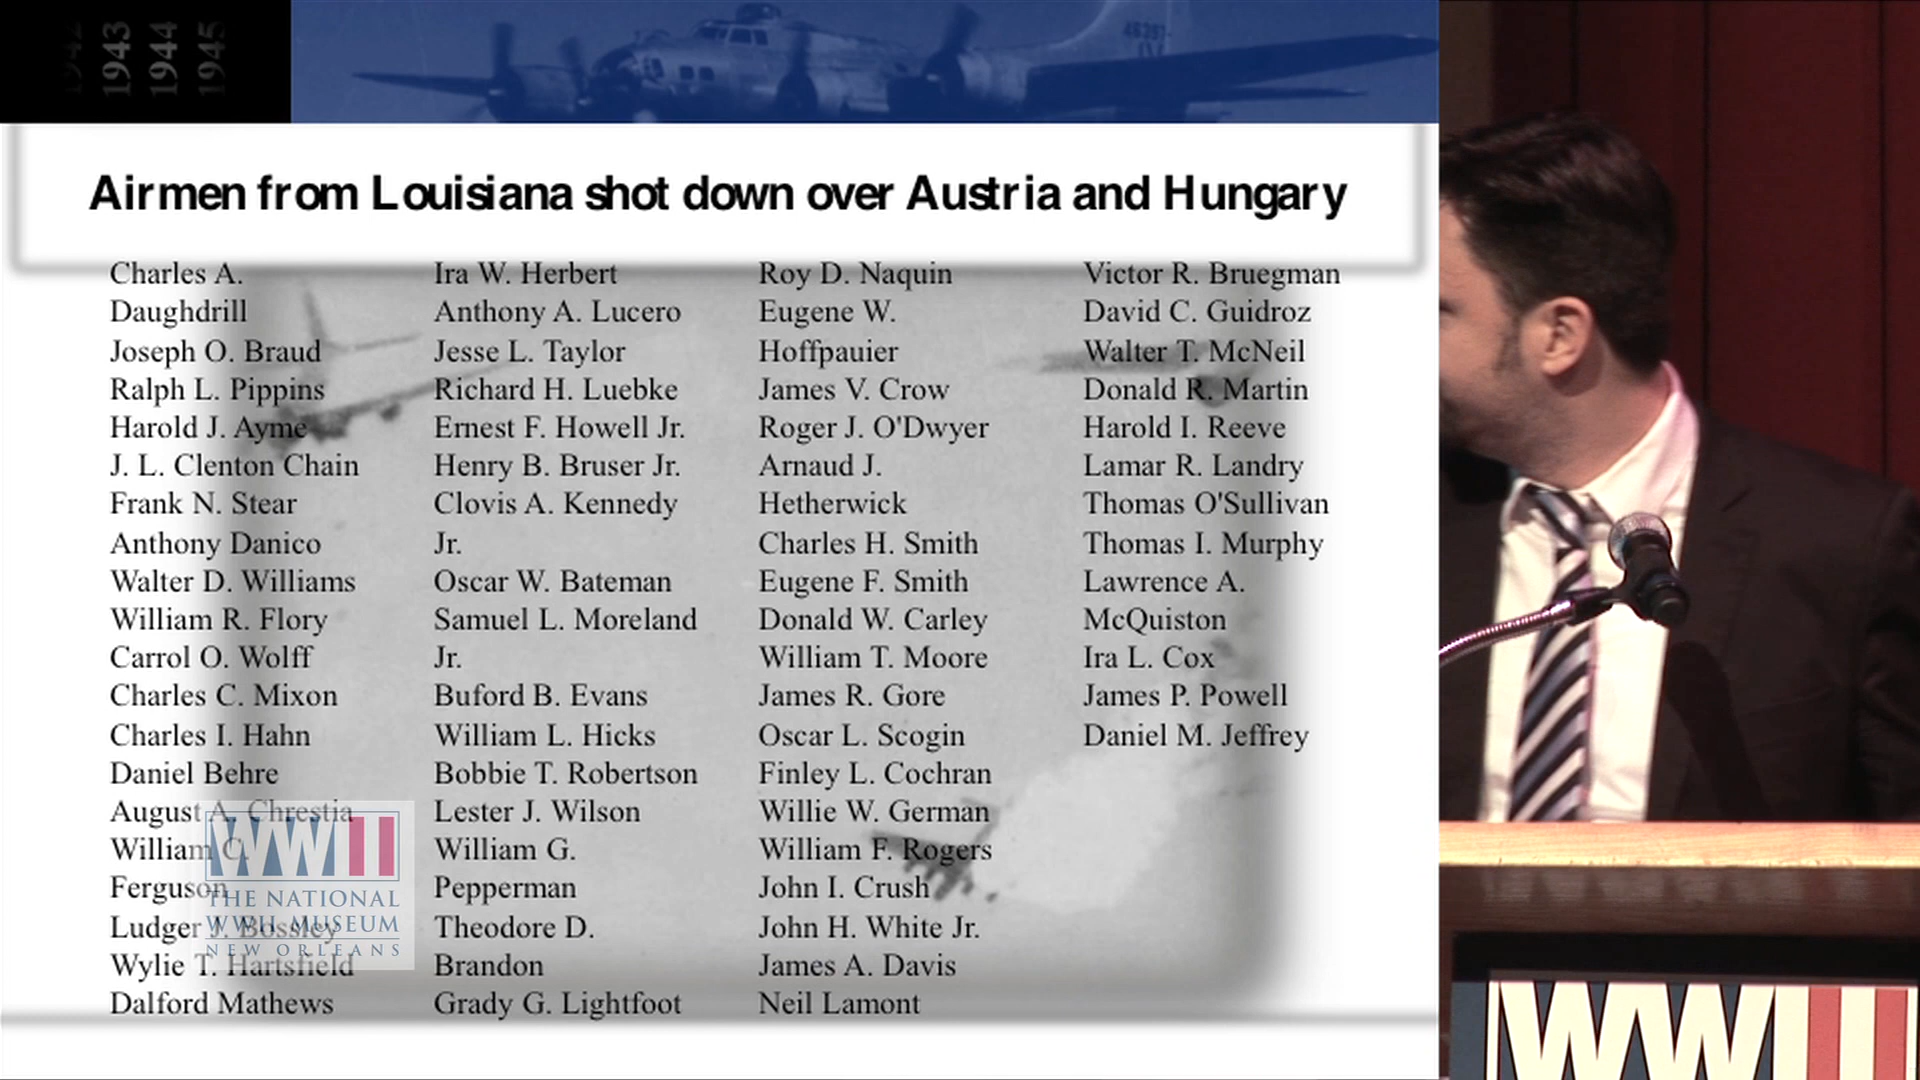 1942
1943
1944
1945
Airmen from Louisiana shot down over Austria and Hungary
Charles A.
Daughdrill
Joseph O. Braud
Ralph L. Pippins
Harold J. Ayme
J. L. Clenton Chain
Frank N. Stear
Anthony Danico
Walter D. Williams
William R. Flory
Carrol O. Wolff
Charles C. Mixon
Charles I. Hahn
Daniel Behre
August A. Chrestia
William C.
Ferguson
Ludger J. Bossley
Wylie T. Hartsfield
Dalford Mathews
Ira W. Herbert
Anthony A. Lucero
Jesse L. Taylor
Richard H. Luebke
Ernest F. Howell Jr.
Henry B. Bruser Jr.
Clovis A. Kennedy
Jr.
Oscar W. Bateman
Samuel L. Moreland
Jr.
Buford B. Evans
William L. Hicks
Bobbie T. Robertson
Lester J. Wilson
William G.
Pepperman
Theodore D.
Brandon
Grady G. Lightfoot
Roy D. Naquin
Eugene W.
Hoffpauier
James V. Crow
Roger J. O'Dwyer
Arnaud J.
Hetherwick
Charles H. Smith
Eugene F. Smith
Donald W. Carley
William T. Moore
James R. Gore
Oscar L. Scogin
Finley L. Cochran
Willie W. German
William F. Rogers
John I. Crush
John H. White Jr.
James A. Davis
Neil Lamont
Victor R. Bruegman
David C. Guidroz
Walter T. McNeil
Donald R. Martin
Harold I. Reeve
Lamar R. Landry
Thomas O'Sullivan
Thomas I. Murphy
Lawrence A.
McQuiston
Ira L. Cox
James P. Powell
Daniel M. Jeffrey
WWII
THE NATIONAL
WWII MUSEUM
NEW ORLEANS
WWII